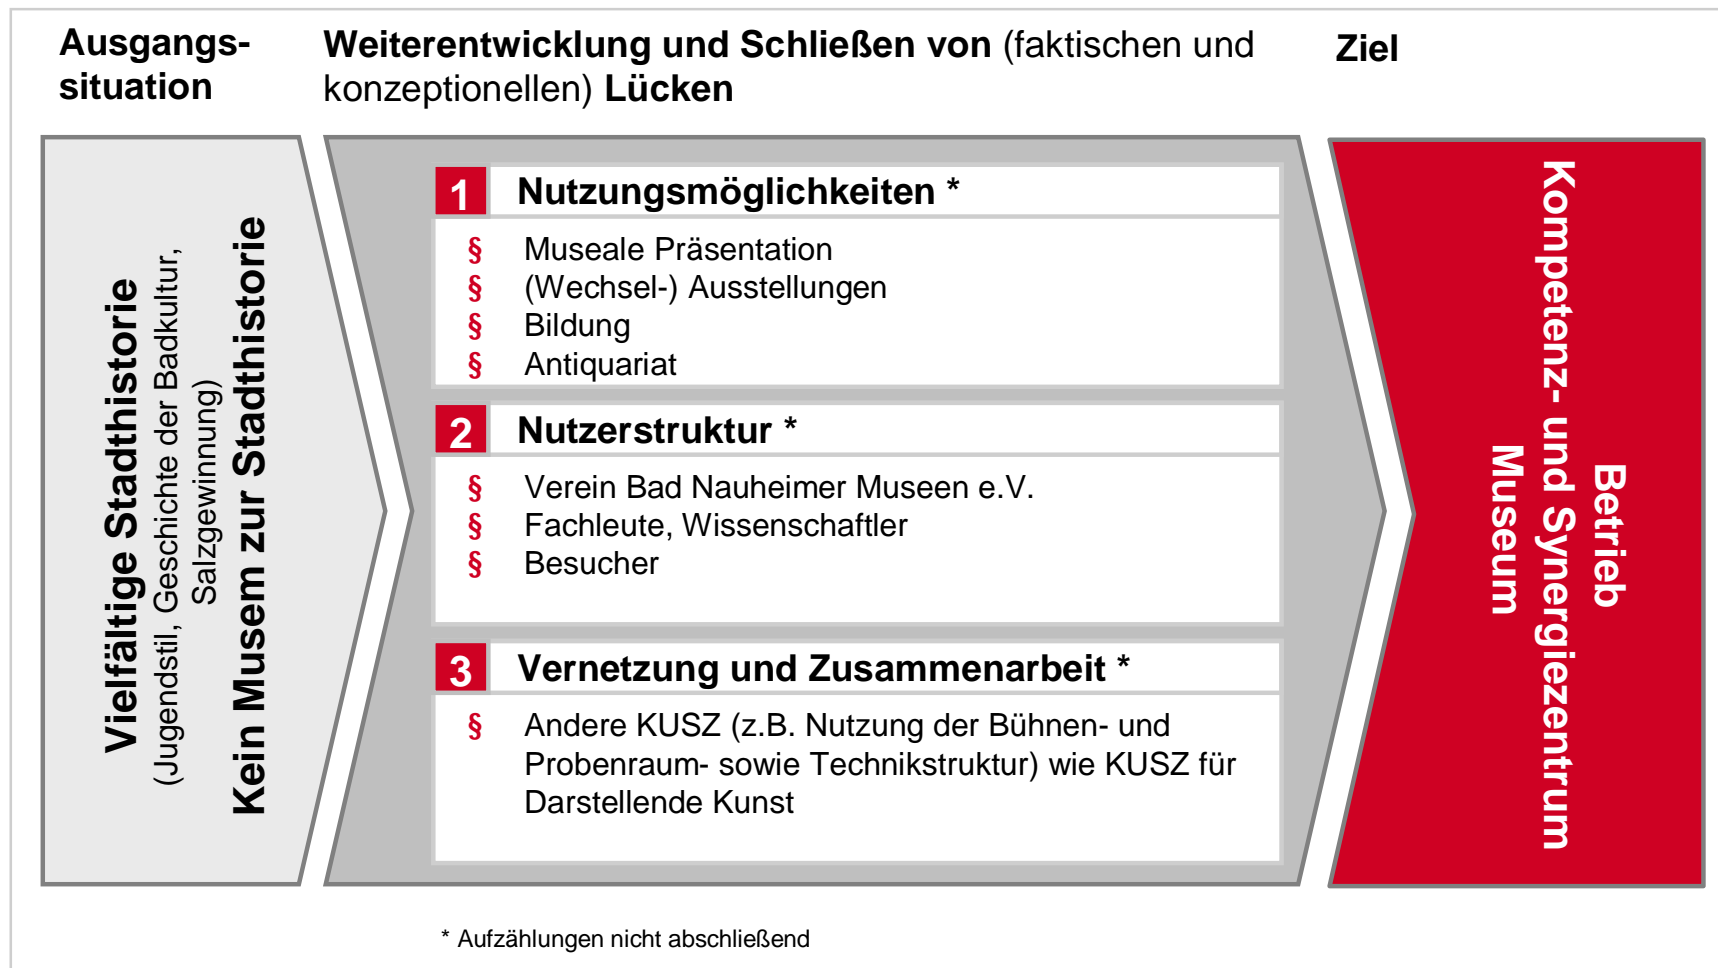 Ausgangs-
situation
Weiterentwicklung und Schließen von (faktischen und
konzeptionellen) Lücken
Ziel
Vielfältige Stadthistorie
(Jugendstil, Geschichte der Badkultur,
Salzgewinnung)
Kein Musem zur Stadthistorie
1 Nutzungsmöglichkeiten *
§ Museale Präsentation
§ (Wechsel-) Ausstellungen
§ Bildung
§ Antiquariat
2 Nutzerstruktur *
§ Verein Bad Nauheimer Museen e.V.
§ Fachleute, Wissenschaftler
§ Besucher
3 Vernetzung und Zusammenarbeit *
§ Andere KUSZ (z.B. Nutzung der Bühnen- und
Probenraum- sowie Technikstruktur) wie KUSZ für
Darstellende Kunst
Betrieb
Kompetenz- und Synergiezentrum
Museum
* Aufzählungen nicht abschließend